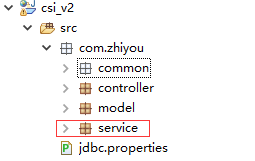 csi_v2
src
com.zhiyou
common
controller
model
service
jdbc.properties